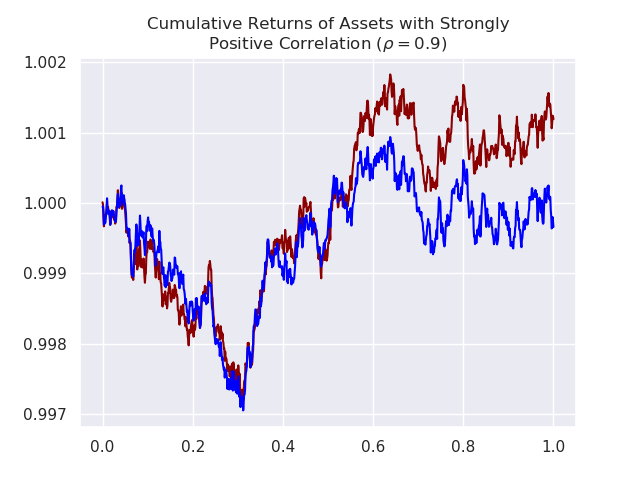 Cumulative Returns of Assets with Strongly
Positive Correlation (ρ = 0.9)
1.002
1.001
1.000
0.999
0.998
0.997
0.0 0.2 0.4 0.6 0.8 1.0